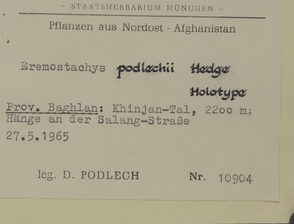 – STAATSHERBARIUM MÜNCHEN –
Pflanzen aus Nordost - Afghanistan
Eremostachys podlechii Hedge
Holotype
Prov. Baghlan: Khinjan-Tal, 2200 m;
Hänge an der Salang-Straße
27.5.1965
leg. D. PODLECH Nr. 10904